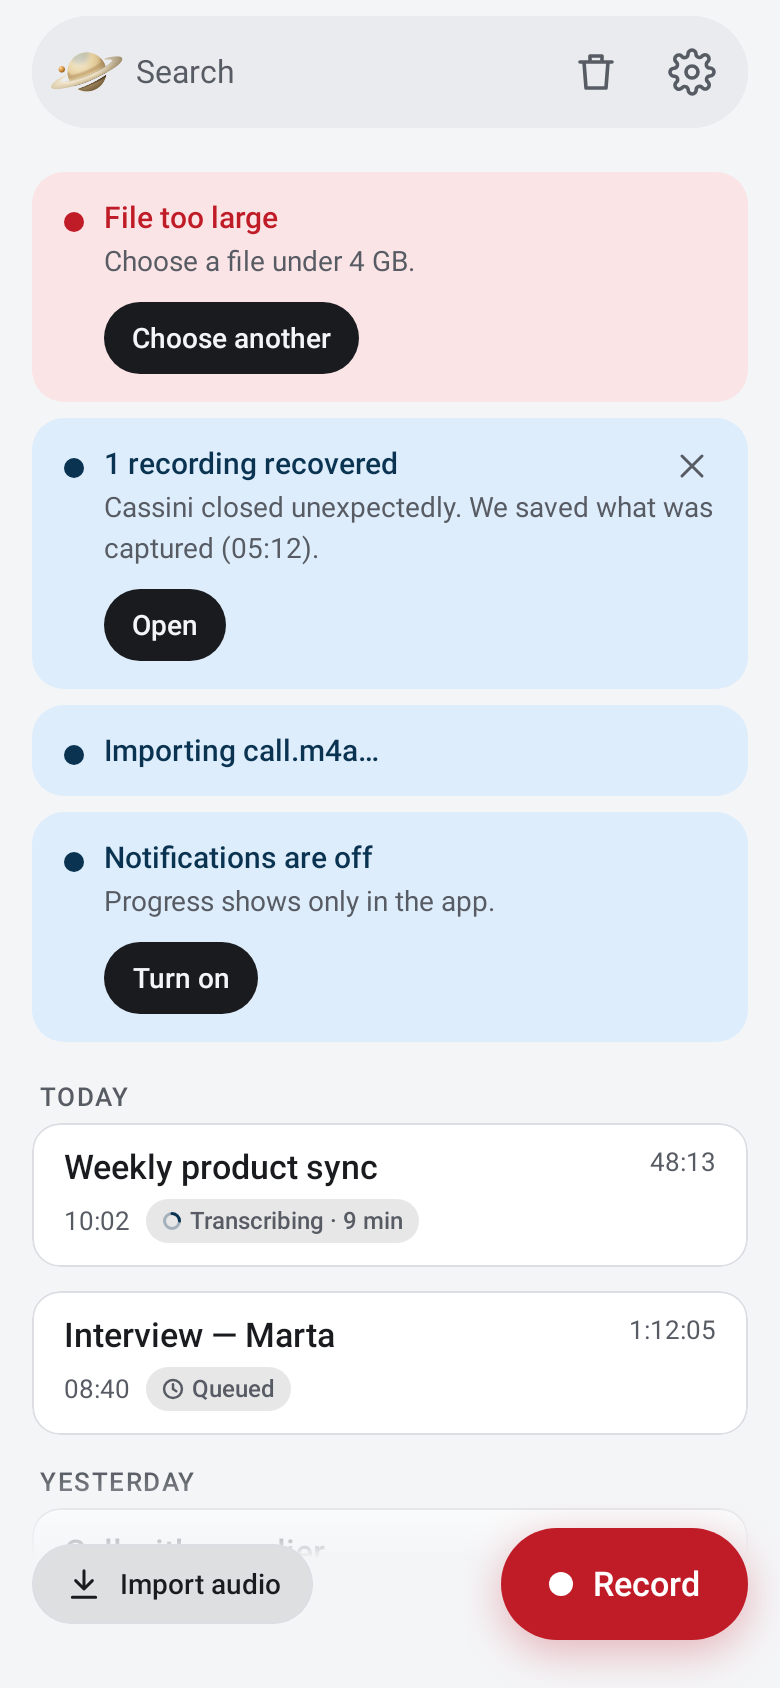 Search
File too large
Choose a file under 4 GB.
Choose another
1 recording recovered
Cassini closed unexpectedly. We saved what was
captured (05:12).
Open
Importing call.m4a…
Notifications are off
Progress shows only in the app.
Turn on
TODAY
Weekly product sync
48:13
10:02
Transcribing · 9 min
Interview — Marta
1:12:05
08:40
Queued
YESTERDAY
Import audio
Record